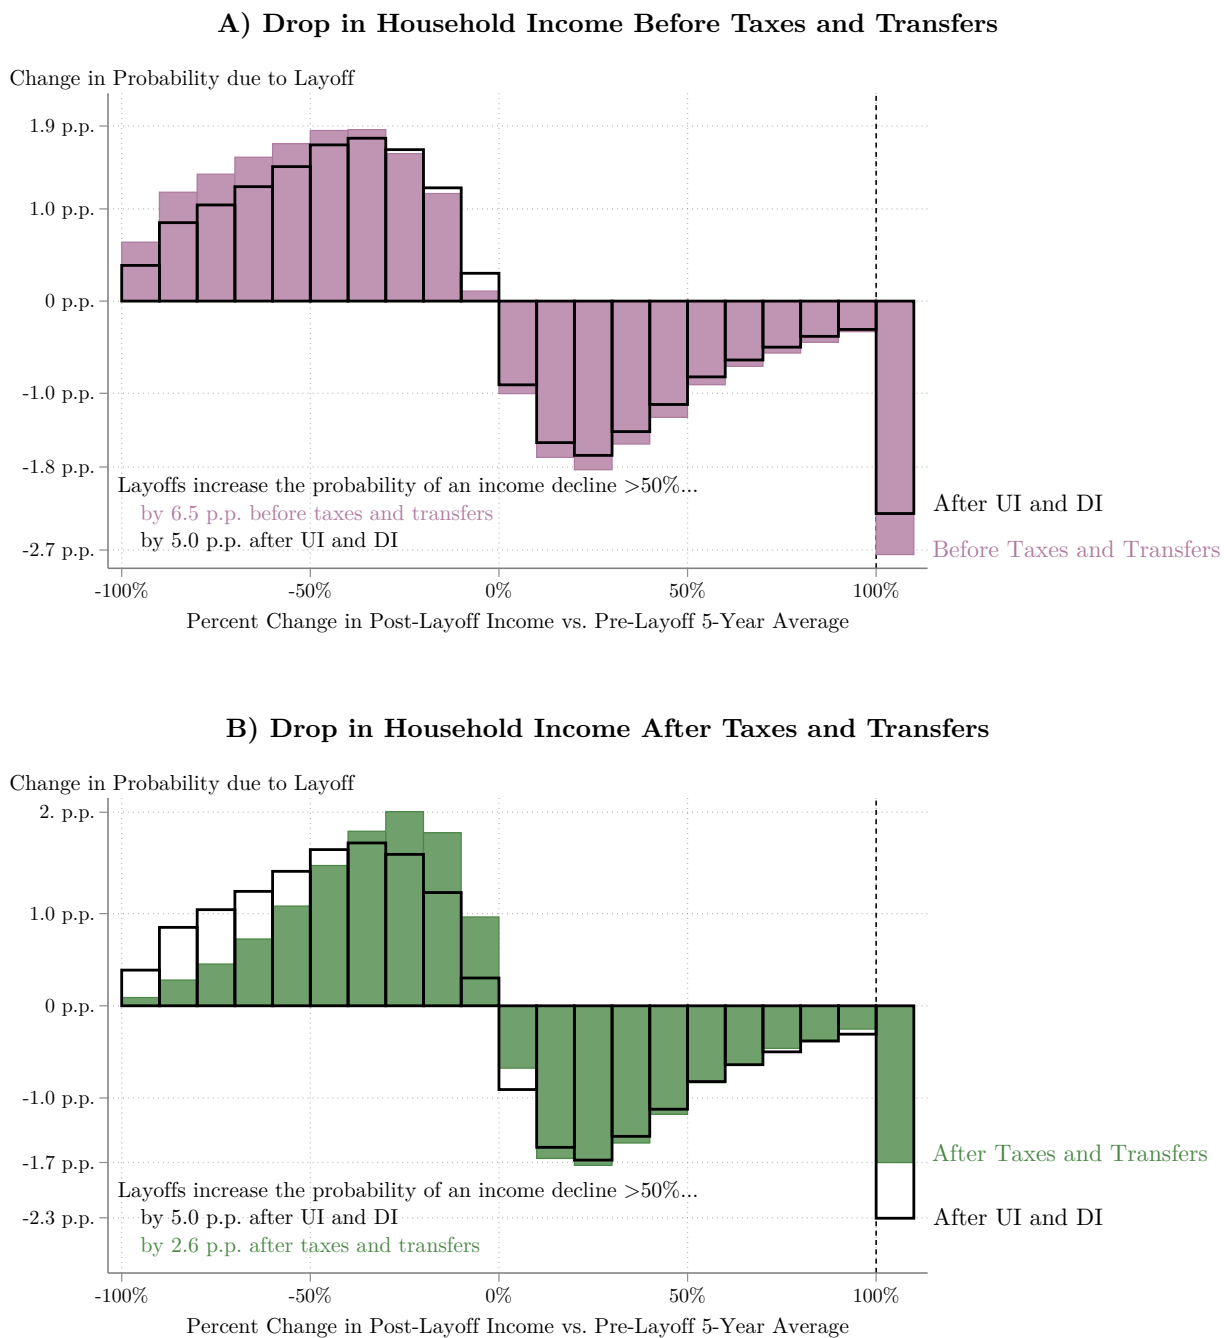 A) Drop in Household Income Before Taxes and Transfers
Change in Probability due to Layoff
1.9 p.p.
1.0 p.p.
0 p.p.
-1.0 p.p.
-1.8 p.p.
-2.7 p.p.
Layoffs increase the probability of an income decline >50%...
by 6.5 p.p. before taxes and transfers
by 5.0 p.p. after UI and DI
After UI and DI
Before Taxes and Transfers
-100%
-50%
0%
50%
100%
Percent Change in Post-Layoff Income vs. Pre-Layoff 5-Year Average
B) Drop in Household Income After Taxes and Transfers
Change in Probability due to Layoff
2. p.p.
1.0 p.p.
0 p.p.
-1.0 p.p.
-1.7 p.p.
-2.3 p.p.
After Taxes and Transfers
Layoffs increase the probability of an income decline >50%...
by 5.0 p.p. after UI and DI
by 2.6 p.p. after taxes and transfers
After UI and DI
-100%
-50%
0%
50%
100%
Percent Change in Post-Layoff Income vs. Pre-Layoff 5-Year Average